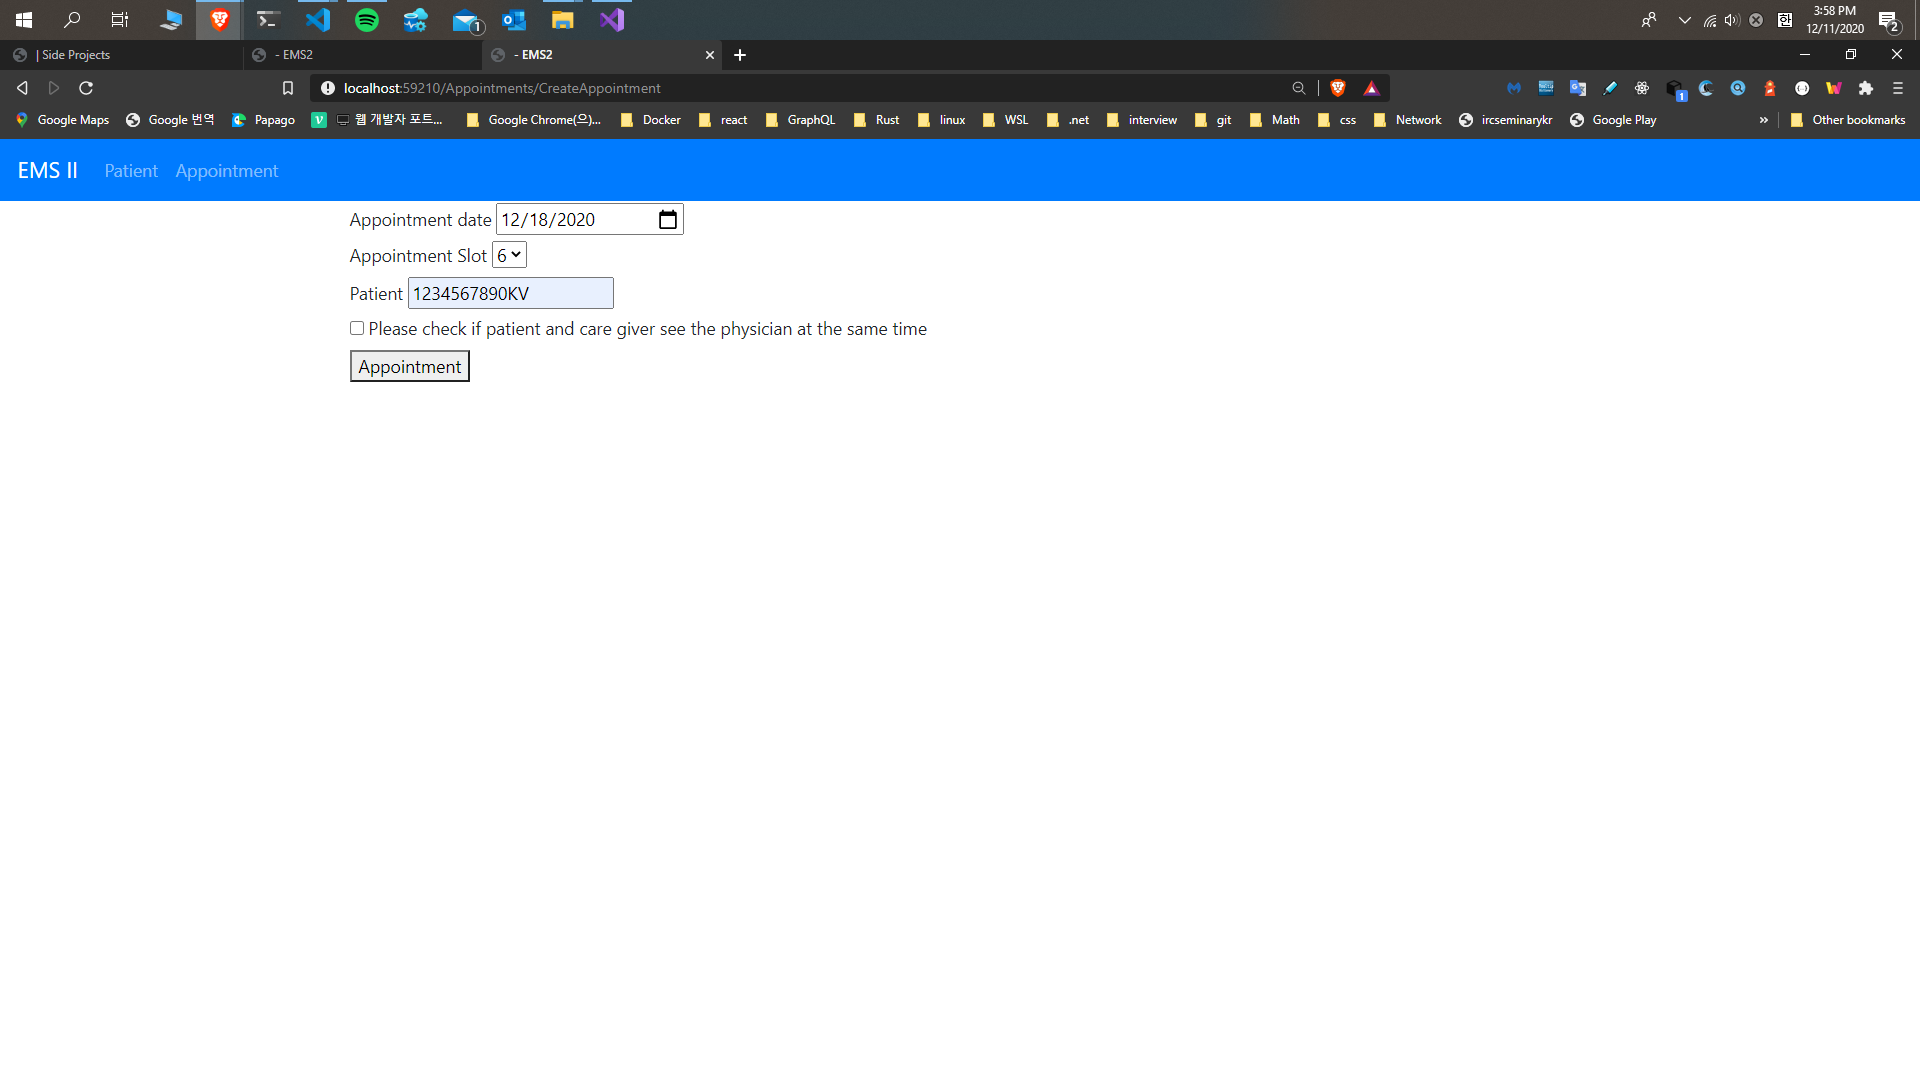 1
3:58 PM
12/11/2020
2
| Side Projects
- EMS2
- EMS2
localhost:59210/Appointments/CreateAppointment
1
Google Maps
Google 번역
Papago
웹 개발자 포트...
Google Chrome(으)...
Docker
react
GraphQL
Rust
linux
WSL
.net
interview
git
Math
css
Network
ircseminarykr
Google Play
»
Other bookmarks
EMS II
Patient
Appointment
Appointment date 12/18/2020
Appointment Slot 6
Patient 1234567890KV
Please check if patient and care giver see the physician at the same time
Appointment